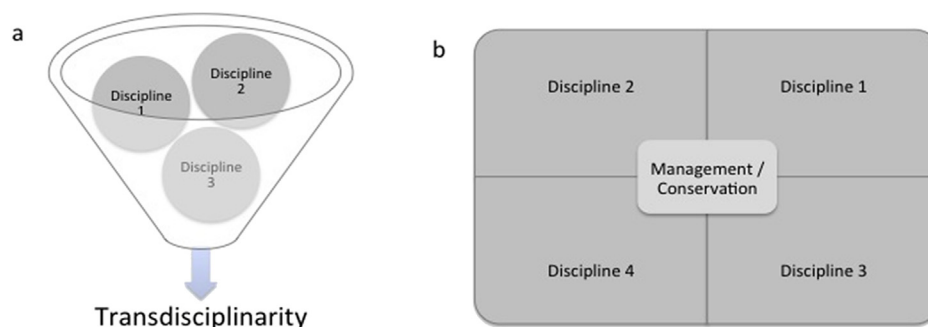 a
Discipline
1
Discipline
2
Discipline
3
Transdisciplinarity
b
Discipline 2
Discipline 1
Management /
Conservation
Discipline 4
Discipline 3